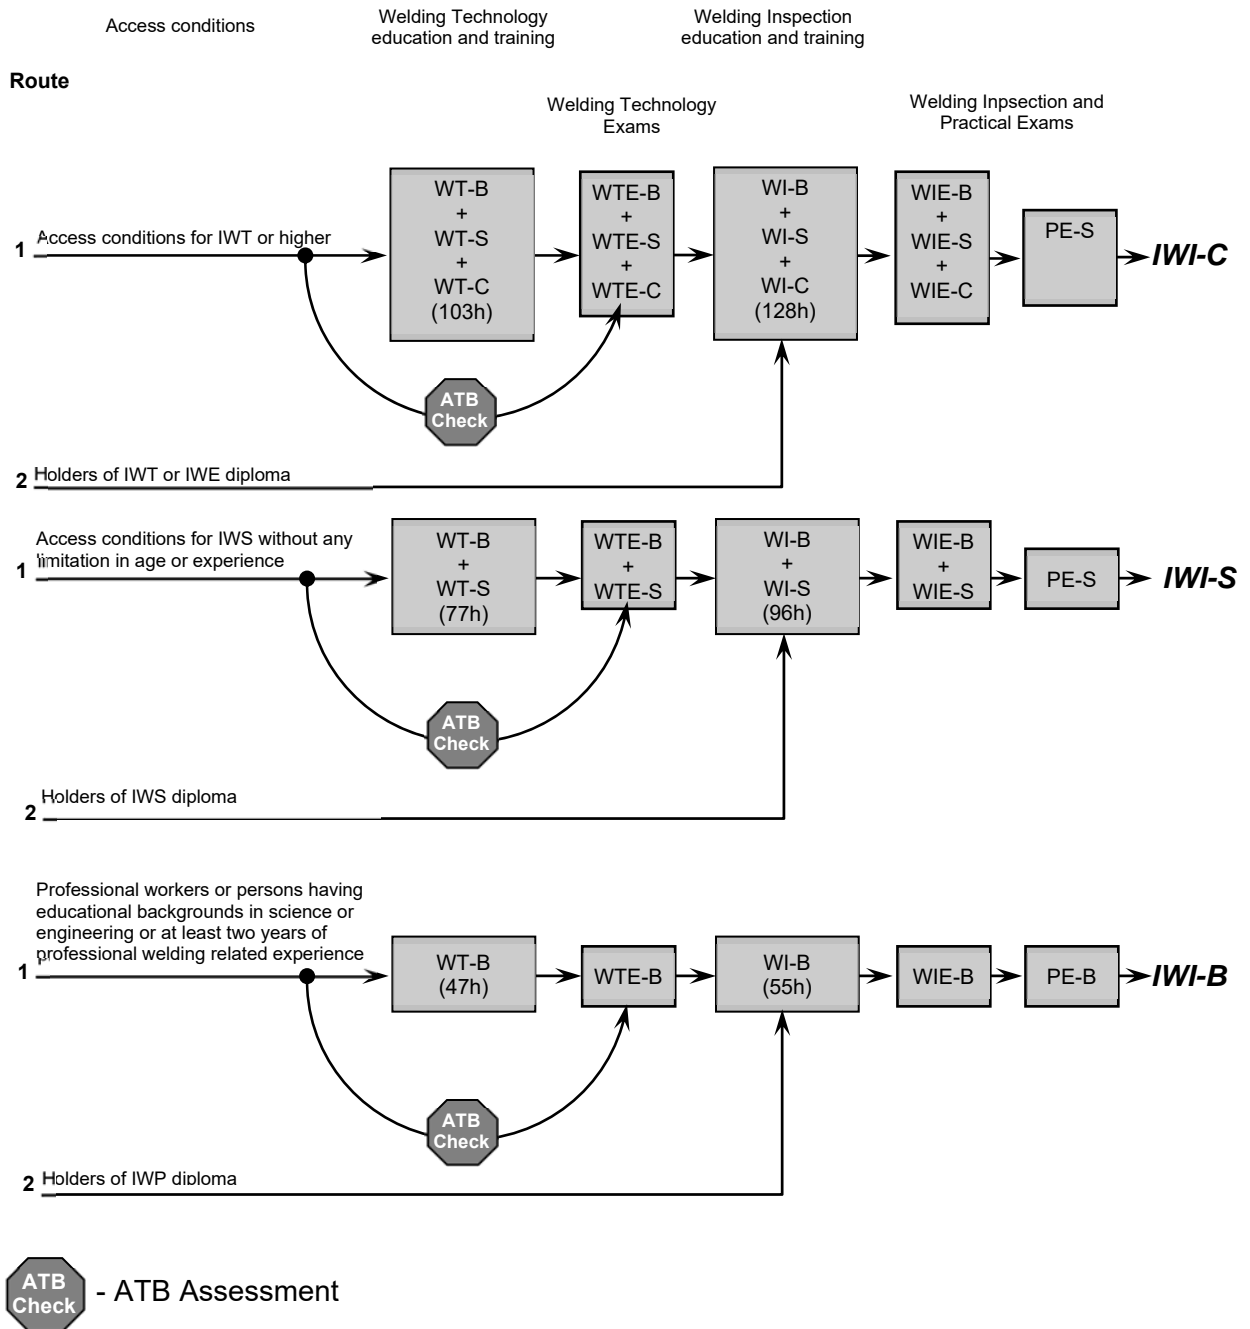 Access conditions
Welding Technology
education and training
Welding Inspection
education and training
Route
Welding Technology
Exams
Welding Inpsection and
Practical Exams
1 Access conditions for IWT or higher
WT-B
+
WT-S
+
WT-C
(103h)
WTE-B
+
WTE-S
+
WTE-C
WI-B
+
WI-S
+
WI-C
(128h)
WIE-B
+
WIE-S
+
WIE-C
PE-S
IWI-C
ATB
Check
2 Holders of IWT or IWE diploma
Access conditions for IWS without any
1 limitation in age or experience
WT-B
+
WT-S
(77h)
WTE-B
+
WTE-S
WI-B
+
WI-S
(96h)
WIE-B
+
WIE-S
PE-S
IWI-S
ATB
Check
2 Holders of IWS diploma
Professional workers or persons having
educational backgrounds in science or
engineering or at least two years of
1 professional welding related experience
WT-B
(47h)
WTE-B
WI-B
(55h)
WIE-B
PE-B
IWI-B
ATB
Check
2 Holders of IWP diploma
ATB
Check
- ATB Assessment